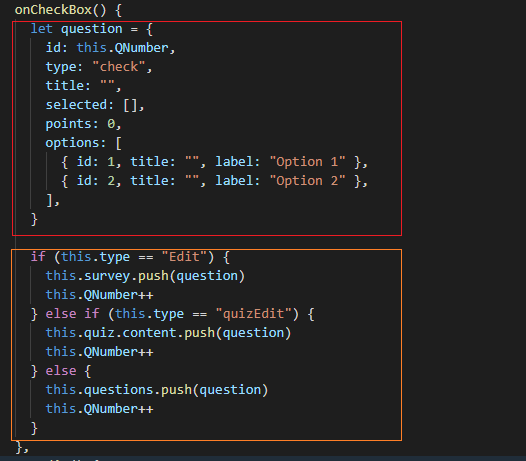 onCheckBox() {
let question = {
id: this.QNumber,
type: "check",
title: "",
selected: [],
points: 0,
options: [
{ id: 1, title: "", label: "Option 1" },
{ id: 2, title: "", label: "Option 2" },
],
}
if (this.type == "Edit") {
this.survey.push(question)
this.QNumber++
} else if (this.type == "quizEdit") {
this.quiz.content.push(question)
this.QNumber++
} else {
this.questions.push(question)
this.QNumber++
}
},